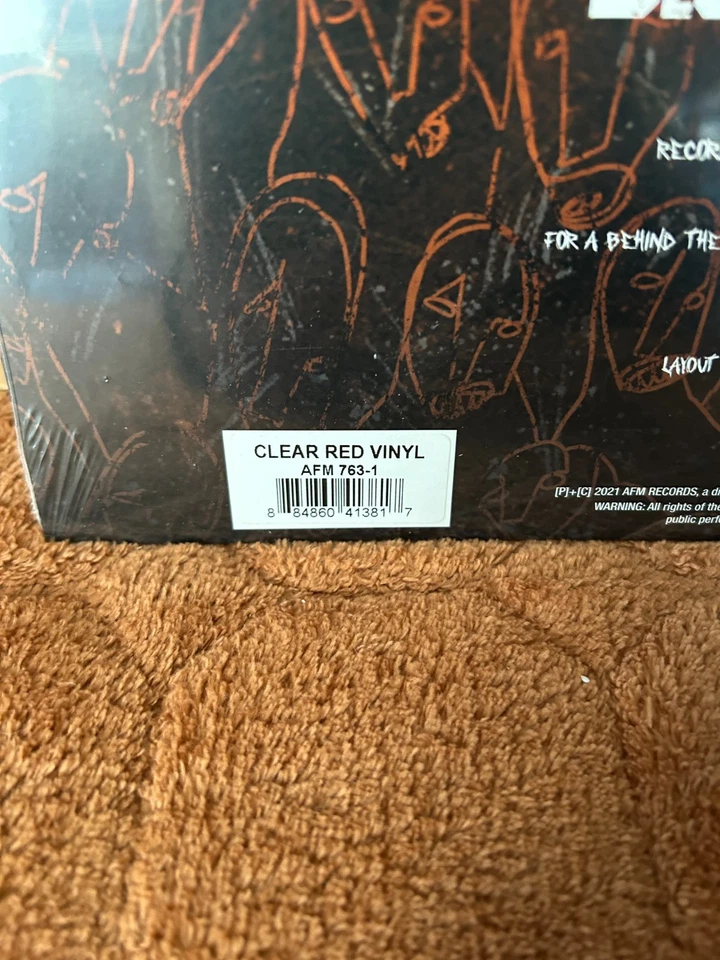 RECOR
FOR A BEHIND THE
LAYOUT
CLEAR RED VINYL
AFM 763-1
8 84860 41381 7
[P]+[C] 2021 AFM RECORDS, a di
WARNING: All rights of the
public perfo